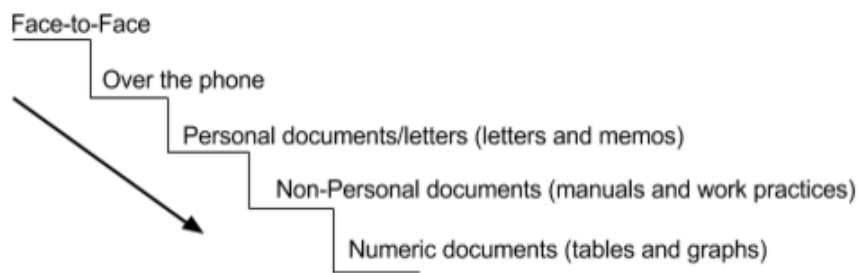 Face-to-Face
Over the phone
Personal documents/letters (letters and memos)
Non-Personal documents (manuals and work practices)
Numeric documents (tables and graphs)